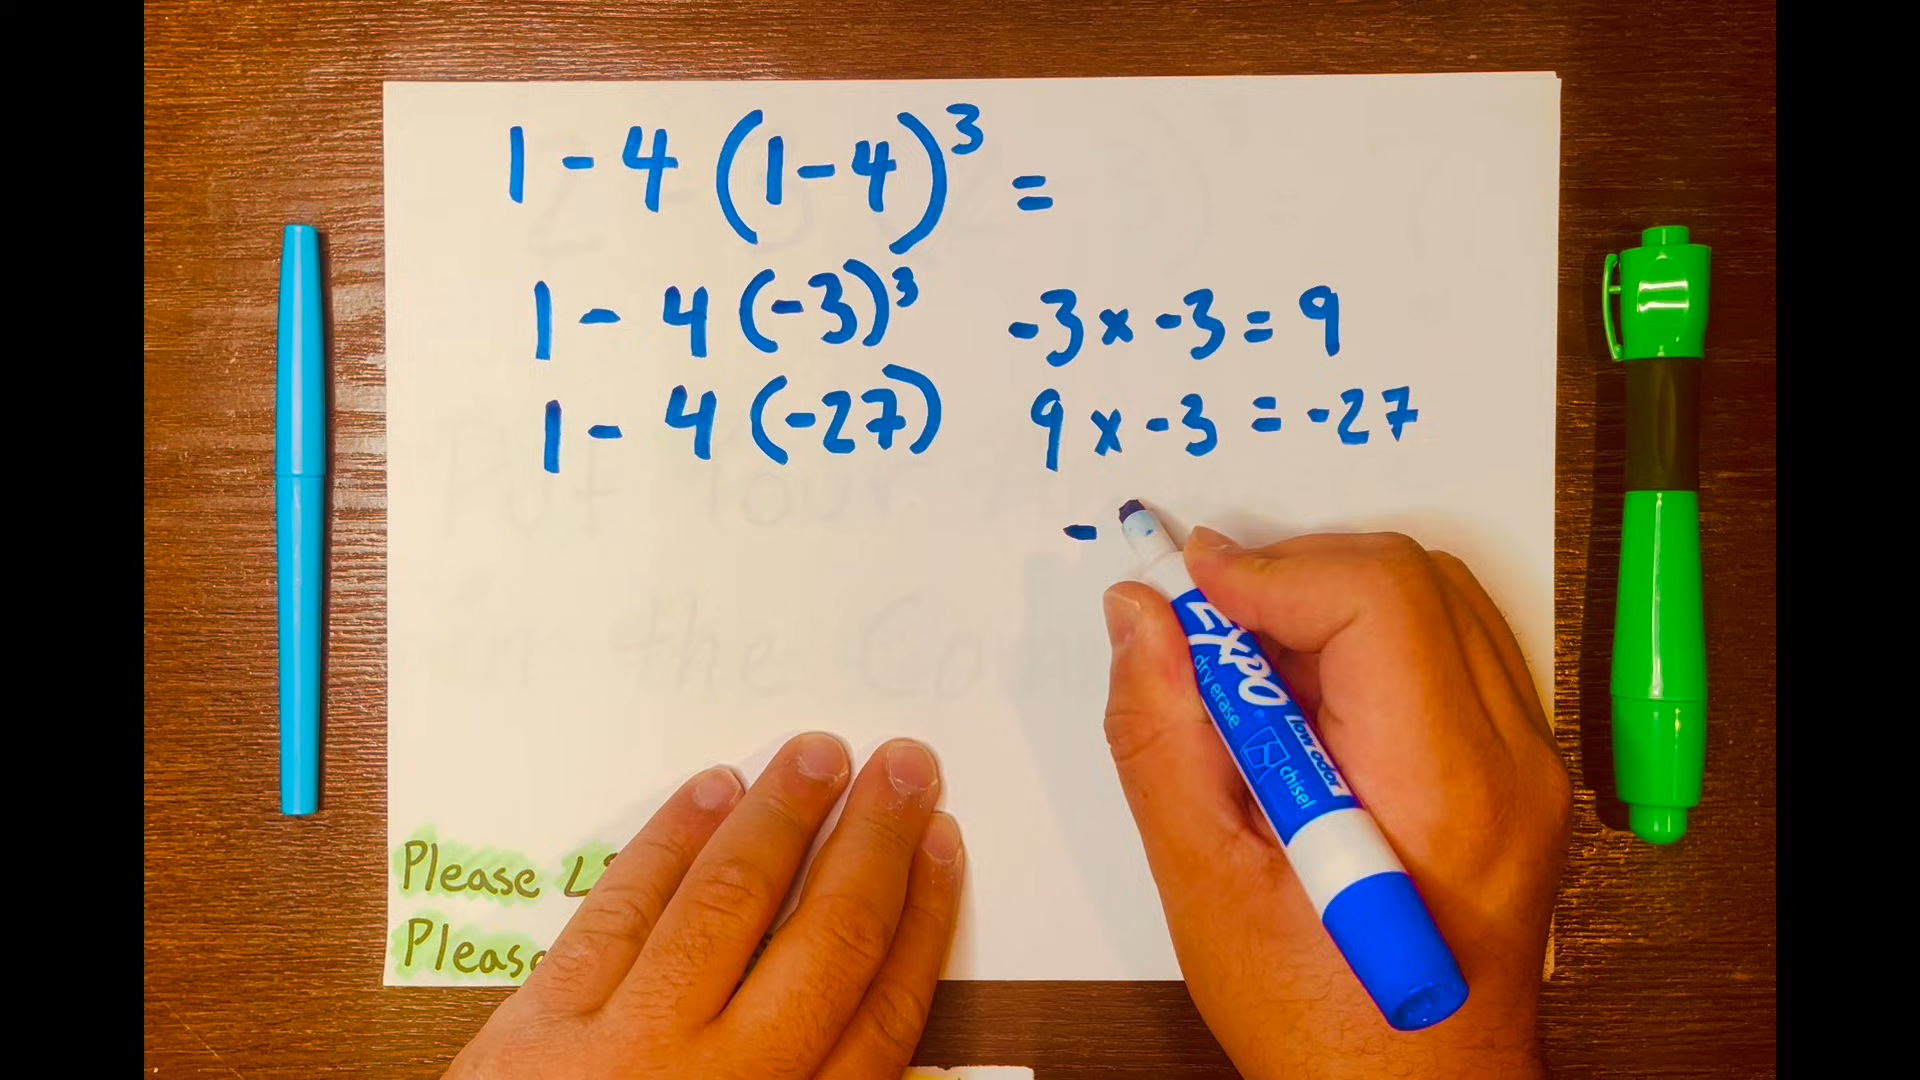 1 - 4 (1-4)³ =
1 - 4 (-3)³ -3 x -3 = 9
1 - 4 (-27) 9 x -3 = -27
-
EXPO
dry erase
low odor
chisel
Please
Please